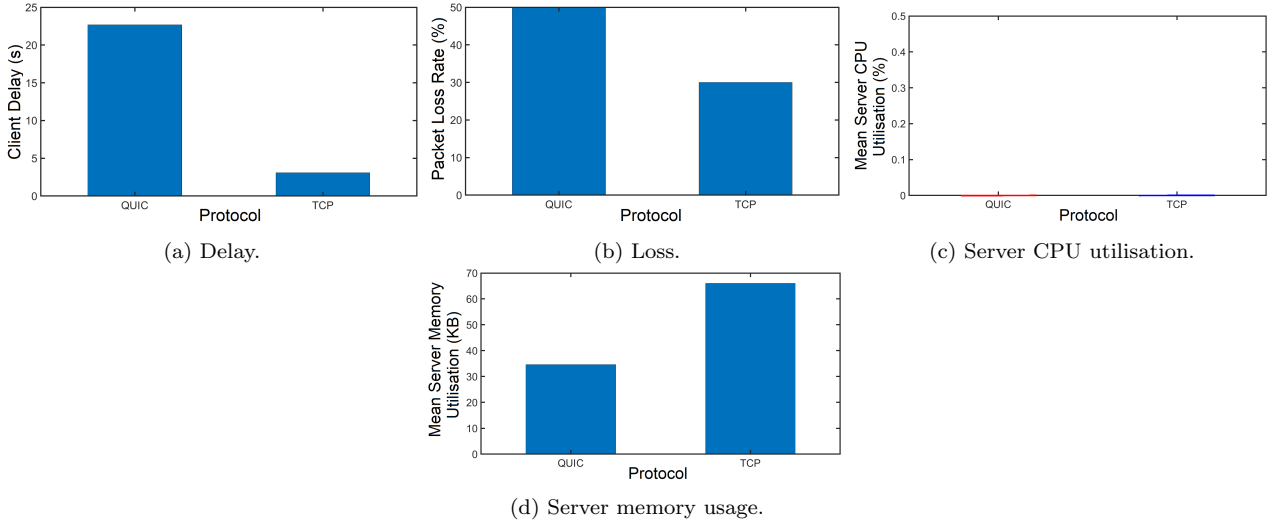 25
20
15
10
5
0
Client Delay (s)
QUIC
TCP
Protocol
(a) Delay.
50
40
30
20
10
0
Packet Loss Rate (%)
QUIC
TCP
Protocol
(b) Loss.
0.5
0.4
0.3
0.2
0.1
0
Mean Server CPU
Utilisation (%)
QUIC
TCP
Protocol
(c) Server CPU utilisation.
70
60
50
40
30
20
10
0
Mean Server Memory
Utilisation (KB)
QUIC
TCP
Protocol
(d) Server memory usage.